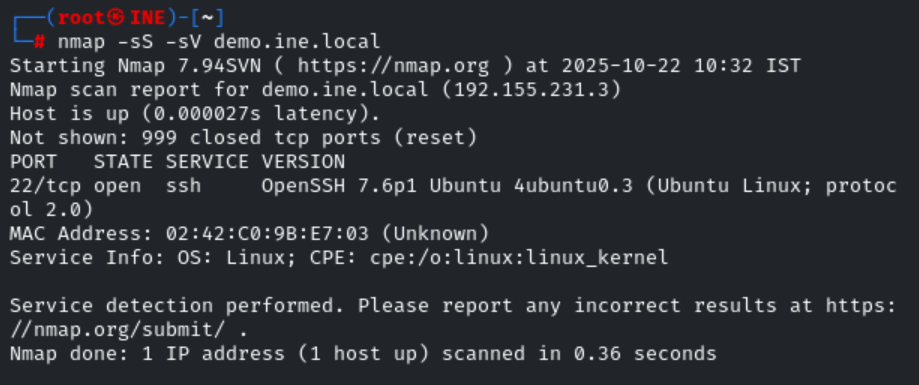 ┌──(root㉿INE)-[~]
└─# nmap -sS -sV demo.ine.local
Starting Nmap 7.94SVN ( https://nmap.org ) at 2025-10-22 10:32 IST
Nmap scan report for demo.ine.local (192.155.231.3)
Host is up (0.000027s latency).
Not shown: 999 closed tcp ports (reset)
PORT   STATE SERVICE VERSION
22/tcp open  ssh     OpenSSH 7.6p1 Ubuntu 4ubuntu0.3 (Ubuntu Linux; protoc
ol 2.0)
MAC Address: 02:42:C0:9B:E7:03 (Unknown)
Service Info: OS: Linux; CPE: cpe:/o:linux:linux_kernel

Service detection performed. Please report any incorrect results at https:
//nmap.org/submit/ .
Nmap done: 1 IP address (1 host up) scanned in 0.36 seconds